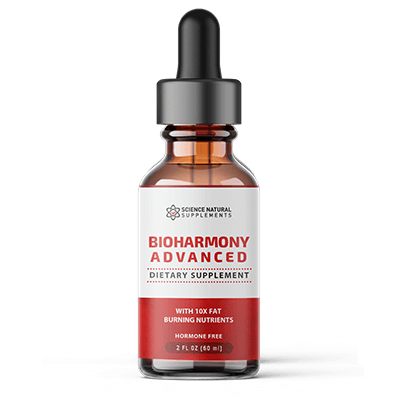 SCIENCE NATURAL
SUPPLEMENTS
BIOHARMONY
ADVANCED
DIETARY SUPPLEMENT
WITH 10X FAT
BURNING NUTRIENTS
HORMONE FREE
2 FL OZ (60 ml)